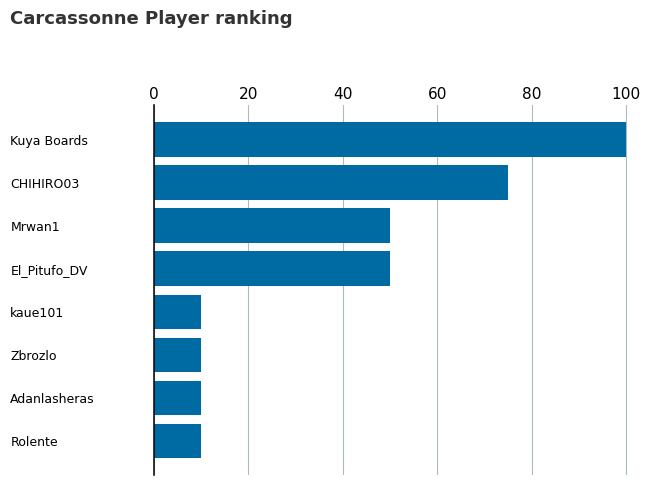 Carcassonne Player ranking
0 20 40 60 80 100
Kuya Boards
CHIHIRO03
Mrwan1
El_Pitufo_DV
kaue101
Zbrozlo
Adanlasheras
Rolente